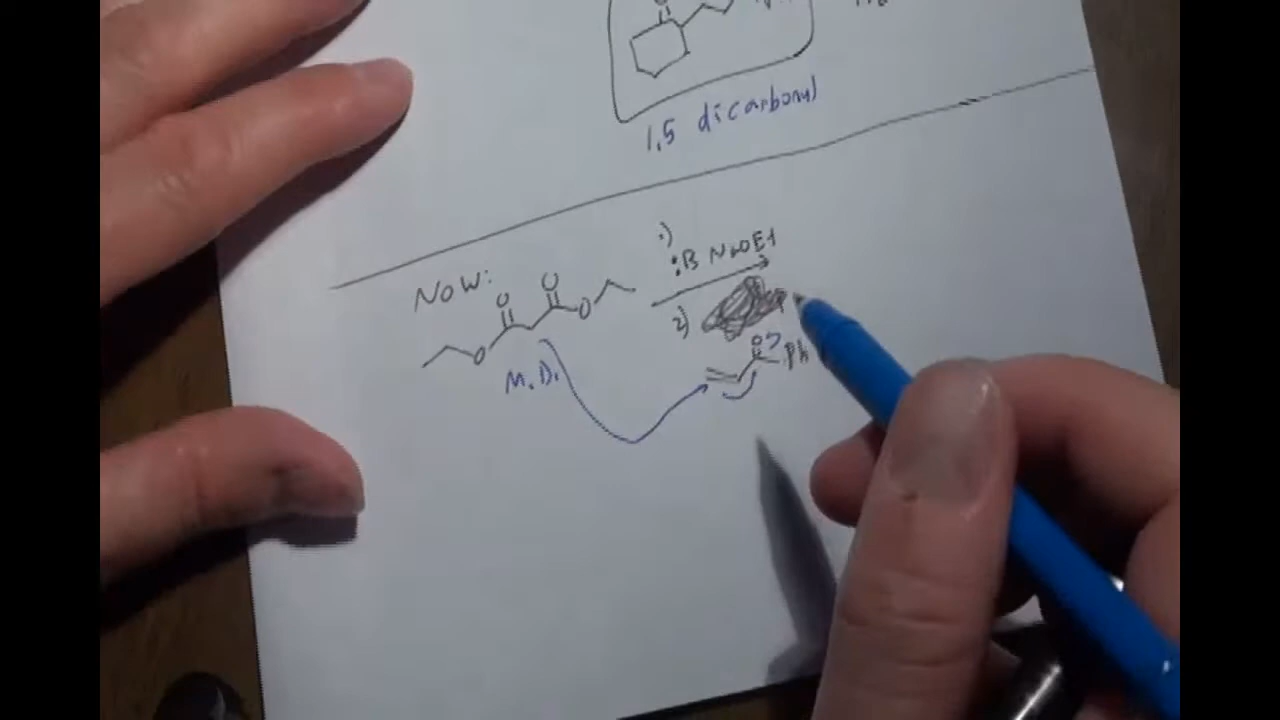 1,5 dicarbonyl
NOW:
1)
:B NaOEt
2)
O
O
O
O
O
Ph
M.D.